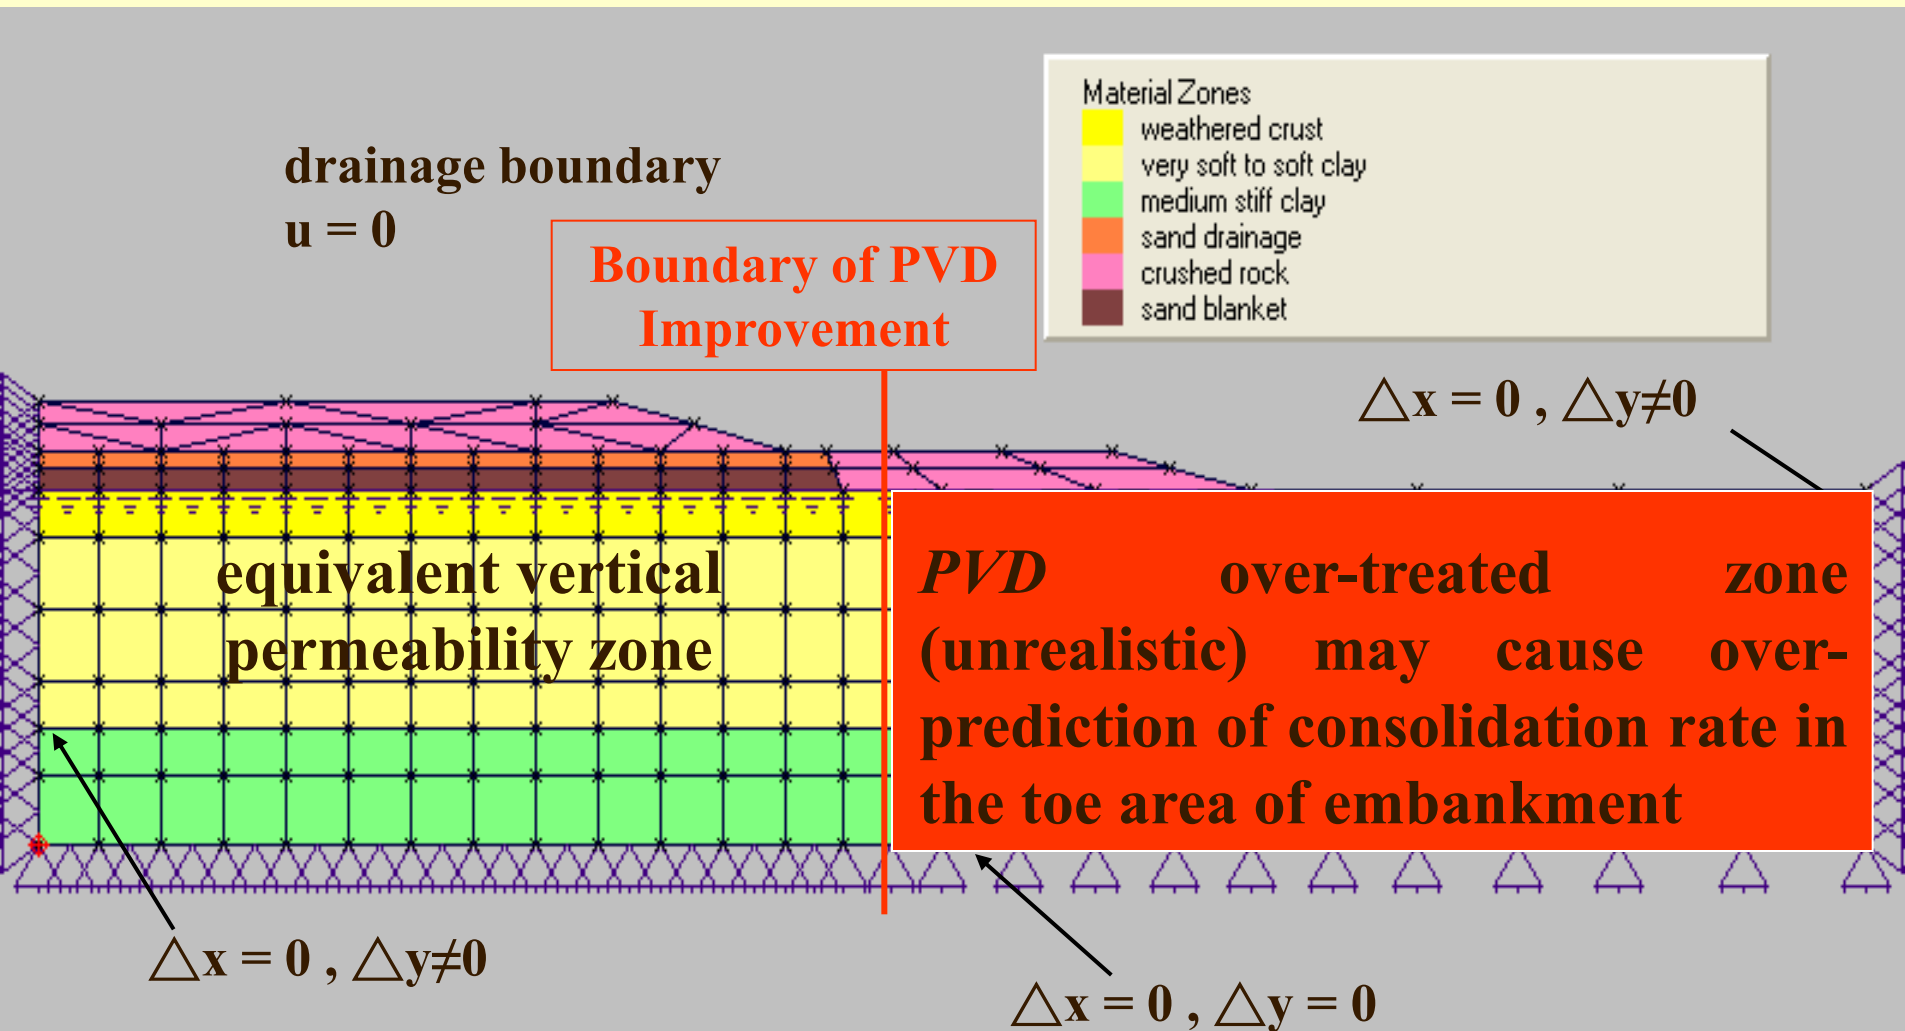 Material Zones
weathered crust
very soft to soft clay
medium stiff clay
sand drainage
crushed rock
sand blanket
drainage boundary
u = 0
Boundary of PVD
Improvement
△x = 0 , △y≠0
equivalent vertical
permeability zone
PVD over-treated zone
(unrealistic) may cause over-
prediction of consolidation rate in
the toe area of embankment
△x = 0 , △y≠0
△x = 0 , △y = 0